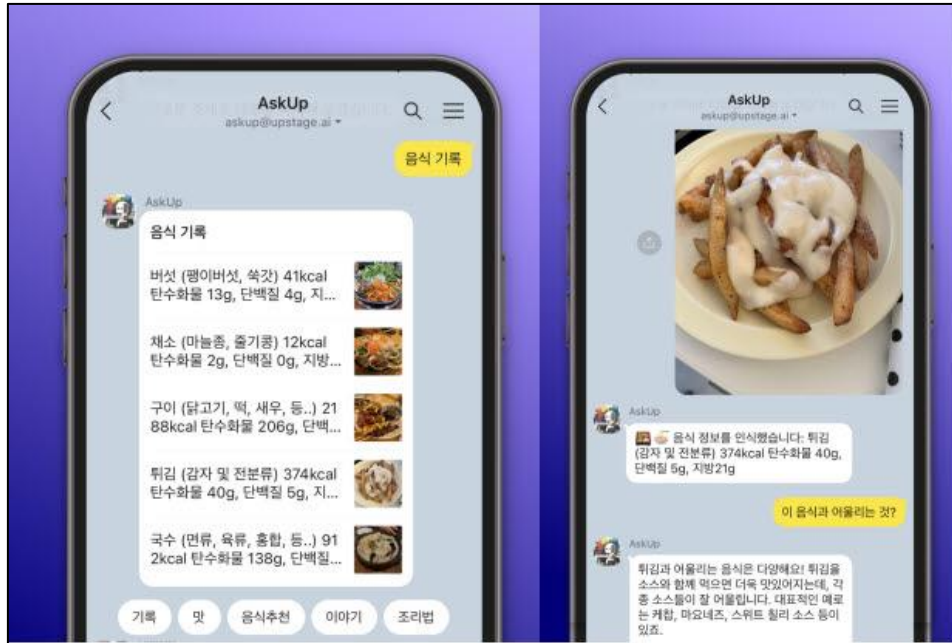 AskUp
askup@upstage.ai
음식 기록
AskUp
음식 기록
버섯 (팽이버섯, 쑥갓) 41kcal
탄수화물 13g, 단백질 4g, 지...
채소 (마늘종, 줄기콩) 12kcal
탄수화물 2g, 단백질 0g, 지방...
구이 (닭고기, 떡, 새우, 등..) 21
88kcal 탄수화물 206g, 단백...
튀김 (감자 및 전분류) 374kcal
탄수화물 40g, 단백질 5g, 지...
국수 (면류, 육류, 홍합, 등..) 91
2kcal 탄수화물 138g, 단백질...
기록
맛
음식추천
이야기
조리법
AskUp
askup@upstage.ai
AskUp
음식 정보를 인식했습니다: 튀김
(감자 및 전분류) 374kcal 탄수화물 40g,
단백질 5g, 지방21g
이 음식과 어울리는 것?
AskUp
튀김과 어울리는 음식은 다양해요! 튀김을
소스와 함께 먹으면 더욱 맛있어지는데, 각
종 소스들이 잘 어울립니다. 대표적인 예로
는 케찹, 마요네즈, 스위트 칠리 소스 등이
있죠.